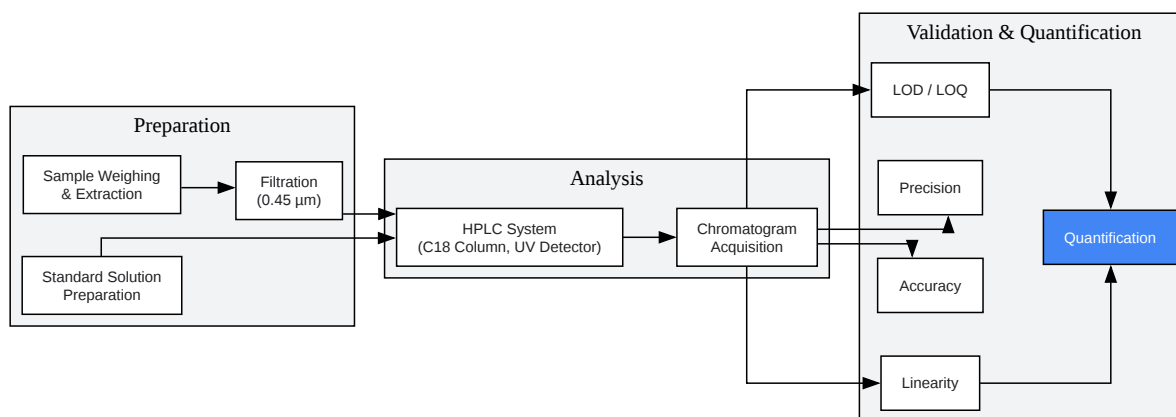 Preparation
Sample Weighing
& Extraction
Filtration
(0.45 µm)
Standard Solution
Preparation
Analysis
HPLC System
(C18 Column, UV Detector)
Chromatogram
Acquisition
Validation & Quantification
LOD / LOQ
Precision
Accuracy
Linearity
Quantification